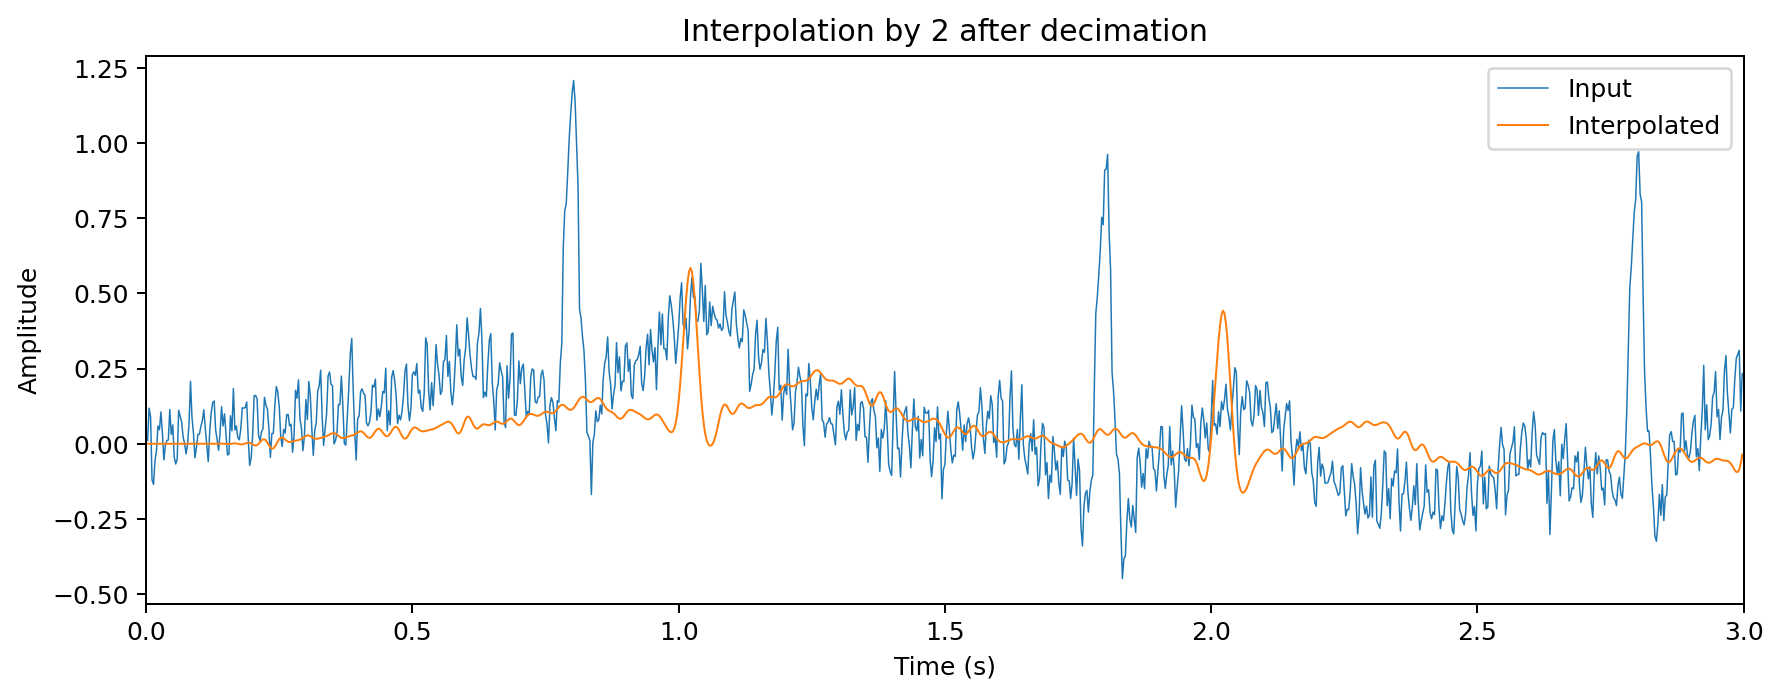 Interpolation by 2 after decimation
Input
Interpolated
Amplitude
1.25
1.00
0.75
0.50
0.25
0.00
−0.25
−0.50
0.0 0.5 1.0 1.5 2.0 2.5 3.0
Time (s)